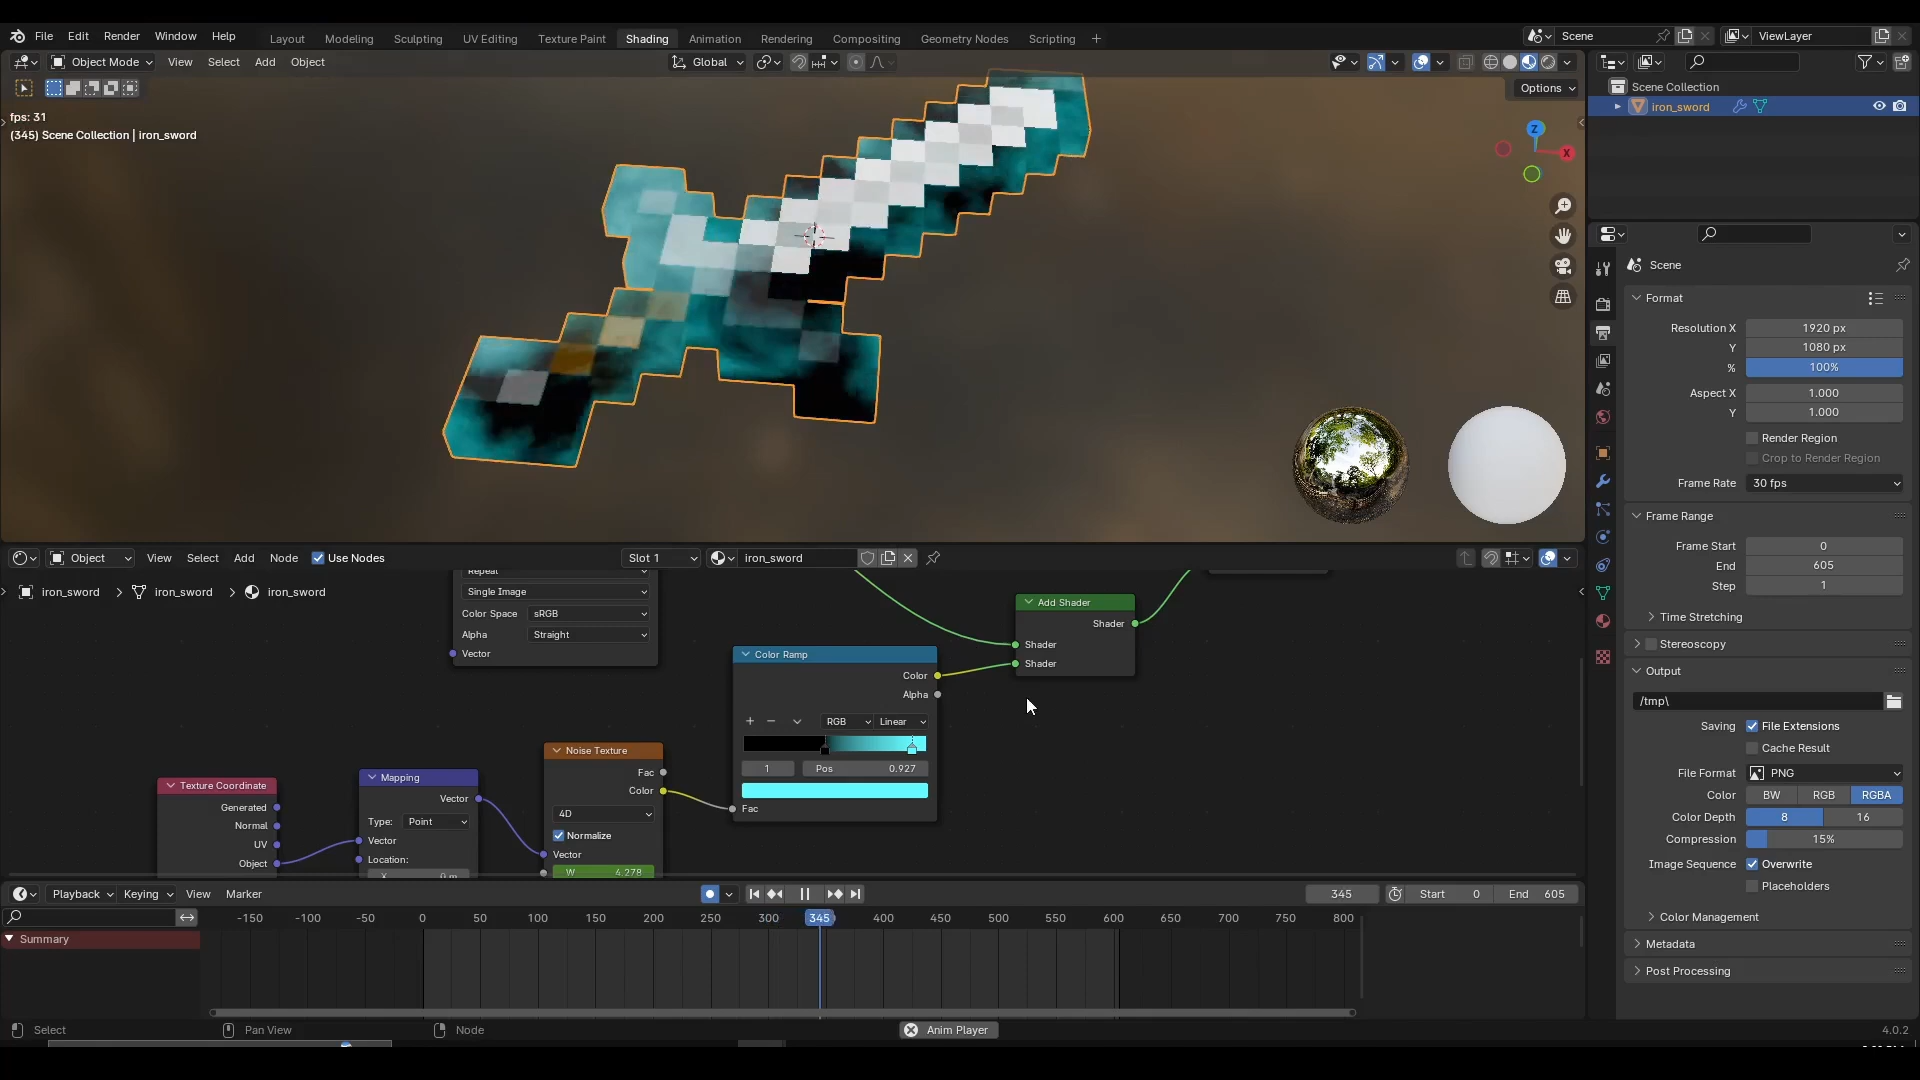 File Edit Render Window Help
Layout Modeling Sculpting UV Editing Texture Paint Shading Animation Rendering Compositing Geometry Nodes Scripting +
Scene
ViewLayer
Object Mode View Select Add Object
Global
Options
fps: 31
(345) Scene Collection | iron_sword
Z
X
Scene Collection
iron_sword
Scene
Format
Resolution X 1920 px
Y 1080 px
% 100%
Aspect X 1.000
Y 1.000
Render Region
Crop to Render Region
Frame Rate 30 fps
Frame Range
Frame Start 0
End 605
Step 1
Time Stretching
Stereoscopy
Output
/tmp\
Saving File Extensions
Cache Result
File Format PNG
Color BW RGB RGBA
Color Depth 8 16
Compression 15%
Image Sequence Overwrite
Placeholders
Color Management
Metadata
Post Processing
Object View Select Add Node Use Nodes
Slot 1
iron_sword
iron_sword > iron_sword > iron_sword
Repeat
Single Image
Color Space sRGB
Alpha Straight
Vector
Add Shader
Shader
Shader
Shader
Color Ramp
Color
Alpha
+ − RGB Linear
1 Pos 0.927
Fac
Noise Texture
Fac
Color
4D
Normalize
Vector
W 4.278
Mapping
Vector
Type: Point
Vector
Location:
X 0 m
Texture Coordinate
Generated
Normal
UV
Object
Playback Keying View Marker
345
Start 0
End 605
-150 -100 -50 0 50 100 150 200 250 300 345 400 450 500 550 600 650 700 750 800
Summary
Select
Pan View
Node
Anim Player
4.0.2